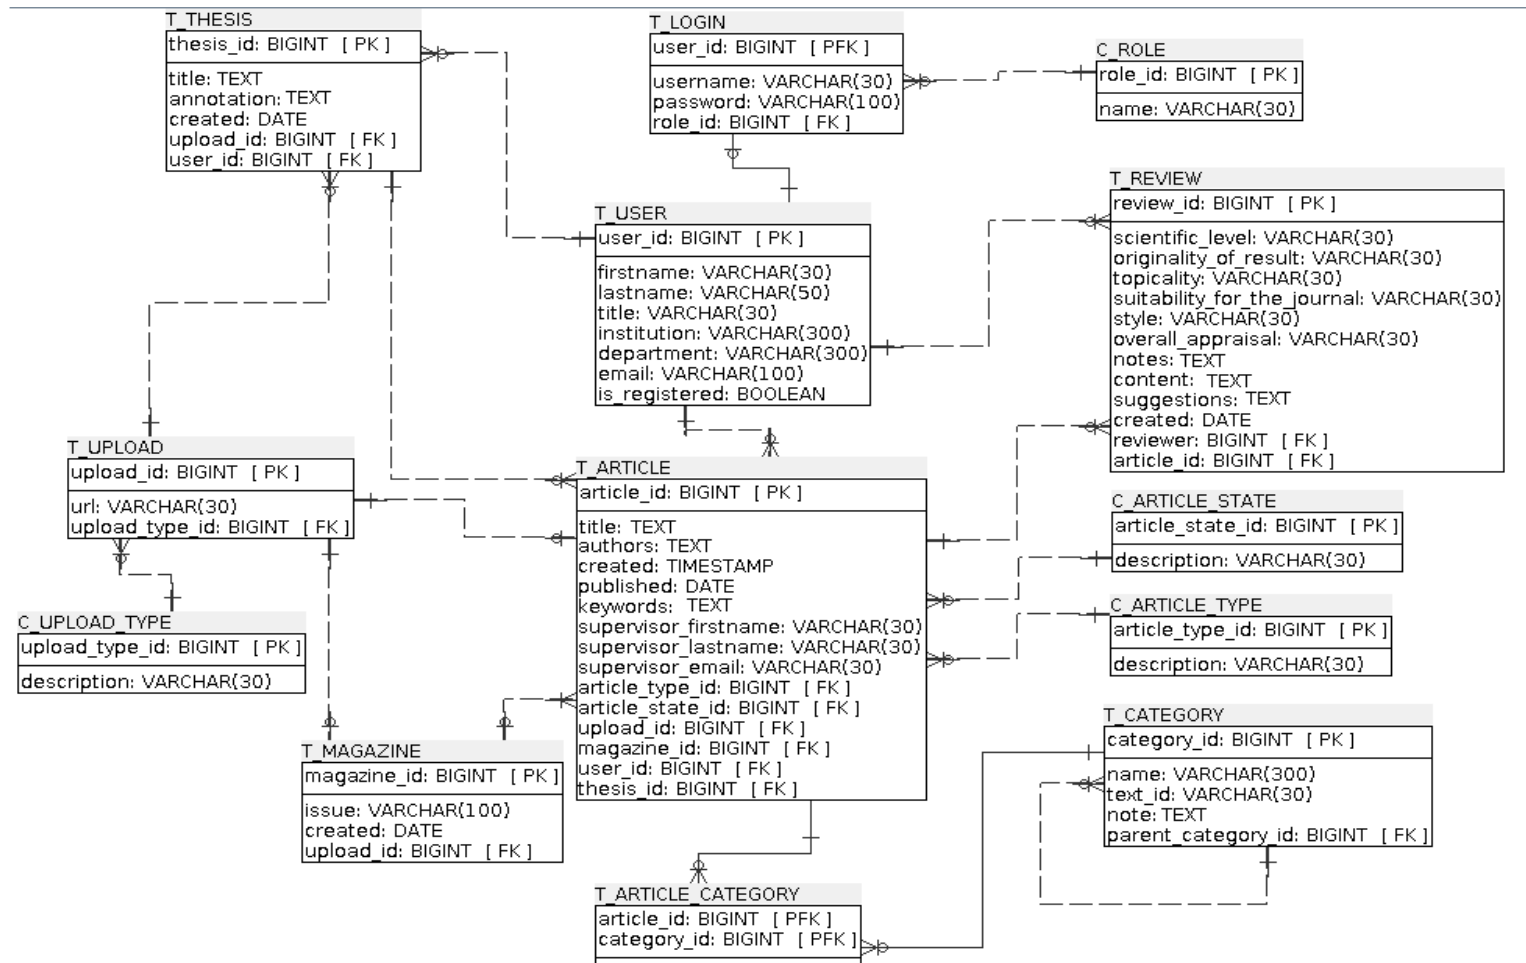 T_THESIS
thesis_id: BIGINT [ PK ]
title: TEXT
annotation: TEXT
created: DATE
upload_id: BIGINT [ FK ]
user_id: BIGINT [ FK ]
T_LOGIN
user_id: BIGINT [ PFK ]
username: VARCHAR(30)
password: VARCHAR(100)
role_id: BIGINT [ FK ]
C_ROLE
role_id: BIGINT [ PK ]
name: VARCHAR(30)
T_USER
user_id: BIGINT [ PK ]
firstname: VARCHAR(30)
lastname: VARCHAR(50)
title: VARCHAR(30)
institution: VARCHAR(300)
department: VARCHAR(300)
email: VARCHAR(100)
is_registered: BOOLEAN
T_REVIEW
review_id: BIGINT [ PK ]
scientific_level: VARCHAR(30)
originality_of_result: VARCHAR(30)
topicality: VARCHAR(30)
suitability_for_the_journal: VARCHAR(30)
style: VARCHAR(30)
overall_appraisal: VARCHAR(30)
notes: TEXT
content: TEXT
suggestions: TEXT
created: DATE
reviewer: BIGINT [ FK ]
article_id: BIGINT [ FK ]
T_UPLOAD
upload_id: BIGINT [ PK ]
url: VARCHAR(30)
upload_type_id: BIGINT [ FK ]
T_ARTICLE
article_id: BIGINT [ PK ]
title: TEXT
authors: TEXT
created: TIMESTAMP
published: DATE
keywords: TEXT
supervisor_firstname: VARCHAR(30)
supervisor_lastname: VARCHAR(30)
supervisor_email: VARCHAR(30)
article_type_id: BIGINT [ FK ]
article_state_id: BIGINT [ FK ]
upload_id: BIGINT [ FK ]
magazine_id: BIGINT [ FK ]
user_id: BIGINT [ FK ]
thesis_id: BIGINT [ FK ]
C_ARTICLE_STATE
article_state_id: BIGINT [ PK ]
description: VARCHAR(30)
C_ARTICLE_TYPE
article_type_id: BIGINT [ PK ]
description: VARCHAR(30)
C_UPLOAD_TYPE
upload_type_id: BIGINT [ PK ]
description: VARCHAR(30)
T_MAGAZINE
magazine_id: BIGINT [ PK ]
issue: VARCHAR(100)
created: DATE
upload_id: BIGINT [ FK ]
T_CATEGORY
category_id: BIGINT [ PK ]
name: VARCHAR(300)
text_id: VARCHAR(30)
note: TEXT
parent_category_id: BIGINT [ FK ]
T_ARTICLE_CATEGORY
article_id: BIGINT [ PFK ]
category_id: BIGINT [ PFK ]